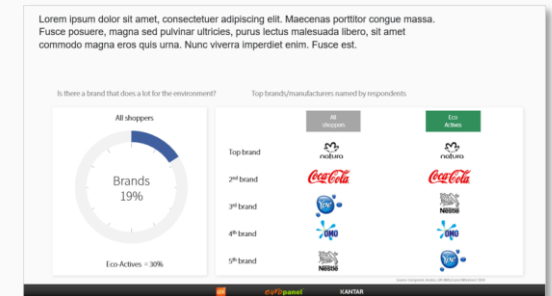 Lorem ipsum dolor sit amet, consectetuer adipiscing elit. Maecenas porttitor congue massa.
Fusce posuere, magna sed pulvinar ultricies, purus lectus malesuada libero, sit amet
commodo magna eros quis urna. Nunc viverra imperdiet enim. Fusce est.
Is there a brand that does a lot for the environment?
Top brands/manufacturers named by respondents
All shoppers
Brands
19%
Eco-Actives = 30%
All
shoppers
Eco
Actives
Top brand
natura
natura
2nd brand
Coca-Cola
Coca-Cola
3rd brand
Nestlé
4th brand
OMO
OMO
5th brand
Nestlé
europanel
KANTAR